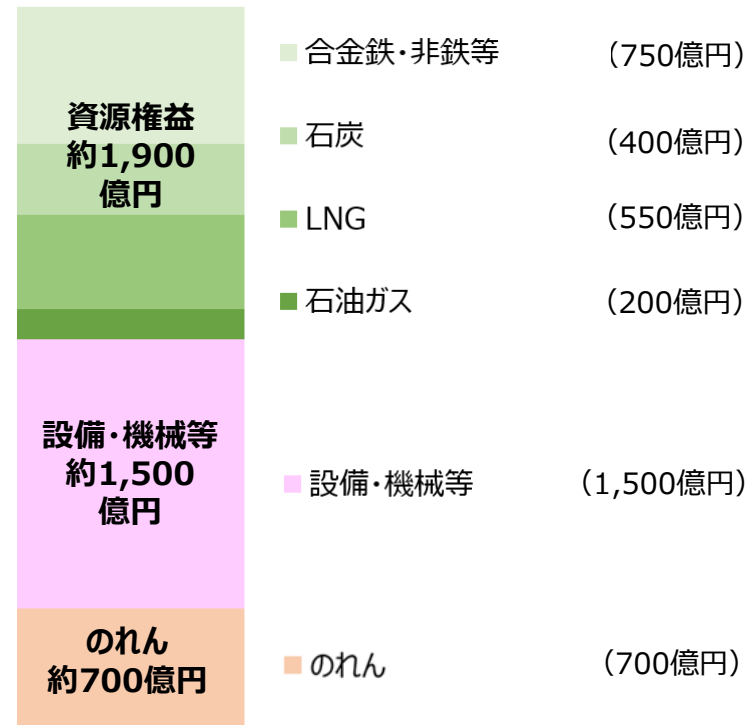 資源権益
約1,900
億円
合金鉄・非鉄等 （750億円）
石炭 （400億円）
LNG （550億円）
石油ガス （200億円）
設備・機械等
約1,500
億円
設備・機械等 （1,500億円）
のれん
約700億円
のれん （700億円）